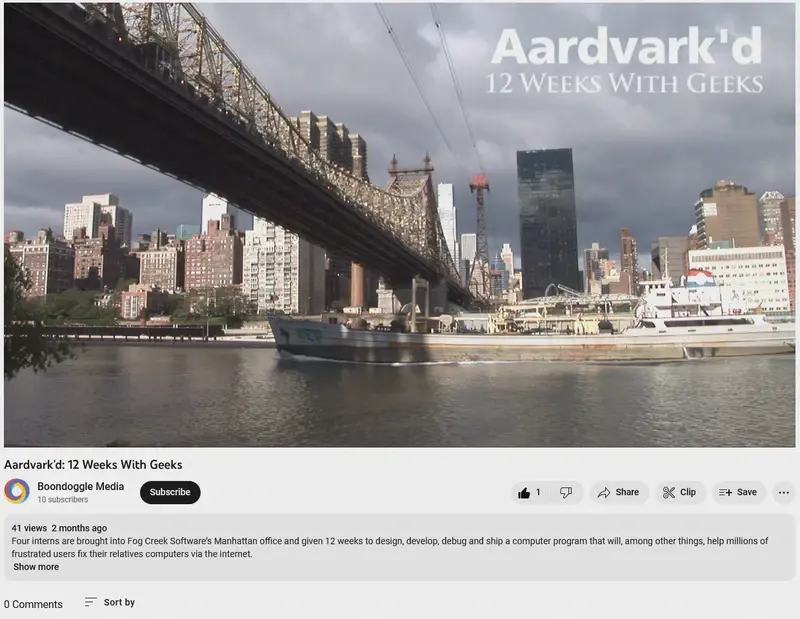 Aardvark'd
12 Weeks With Geeks
Aardvark'd: 12 Weeks With Geeks
Boondoggle Media
10 subscribers
Subscribe
1
Share
Clip
Save
41 views 2 months ago
Four interns are brought into Fog Creek Software's Manhattan office and given 12 weeks to design, develop, debug and ship a computer program that will, among other things, help millions of
frustrated users fix their relatives computers via the internet.
Show more
0 Comments
Sort by